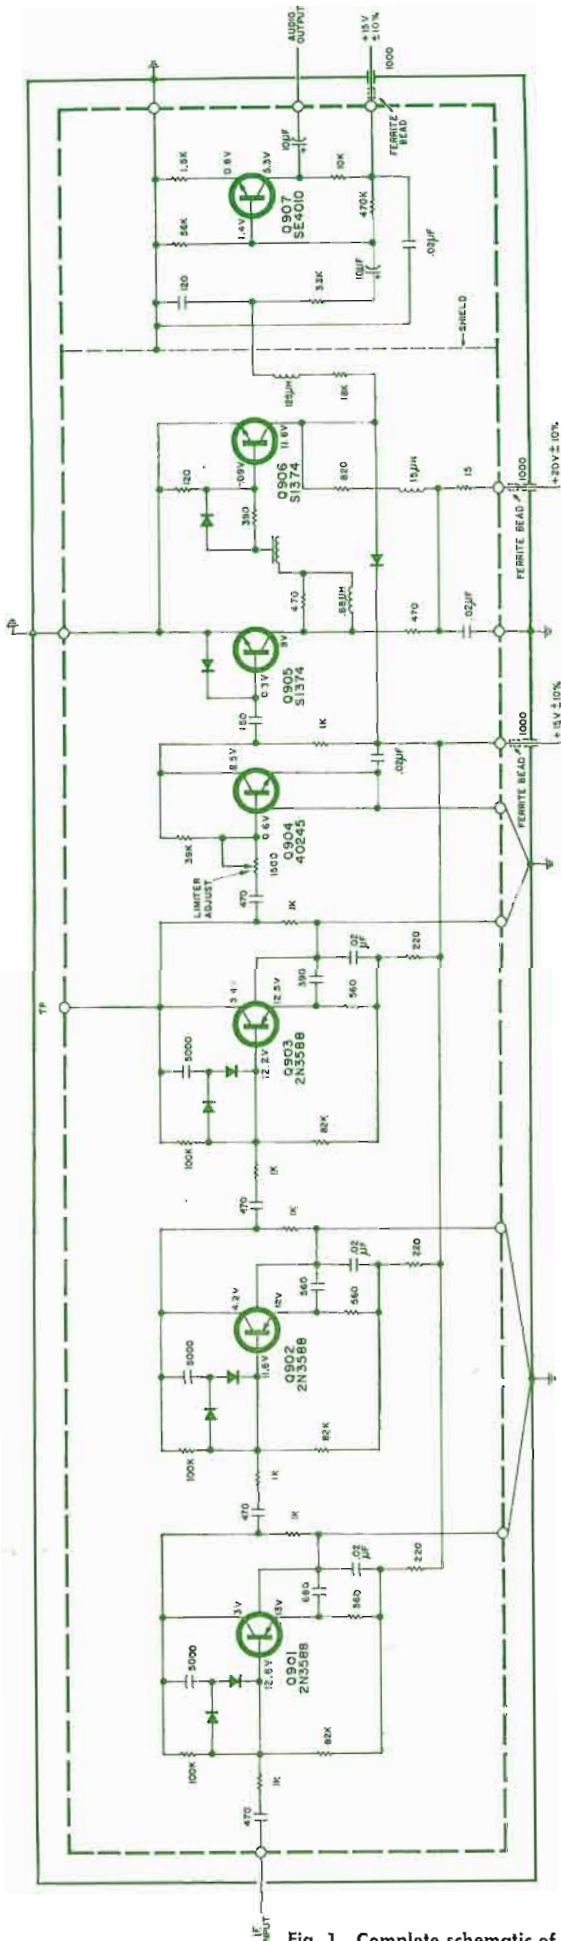 AUDIO
OUTPUT
+15V
±10%
1000
FERRITE
BEAD
1.5K
0.8V
10µF
+
5.3V
10K
Q907
SE4010
56K
1.4V
470K
120
10µF
+
.02µF
3.3K
SHIELD
125µH
18K
11.6V
Q906
S1374
120
.09V
390
820
15µH
15
1000
FERRITE BEAD
+20V ± 10%
470
.68µH
9V
470
.02µF
Q905
S1374
0.3V
150
1K
1000
FERRITE BEAD
+15V ± 10%
8.5V
.02µF
Q904
40245
0.6V
39K
1500
LIMITER
ADJUST
470
1K
TP
3.4V
12.5V
390
.02
µF
220
560
Q903
2N3588
12.2V
5000
100K
82K
1K
470
1K
4.2V
12V
560
.02
µF
220
560
Q902
2N3588
11.6V
5000
100K
82K
1K
470
1K
3V
13V
680
.02
µF
220
560
Q901
2N3588
12.6V
5000
100K
82K
1K
470
IF
Fig. 1. Complete schematic of